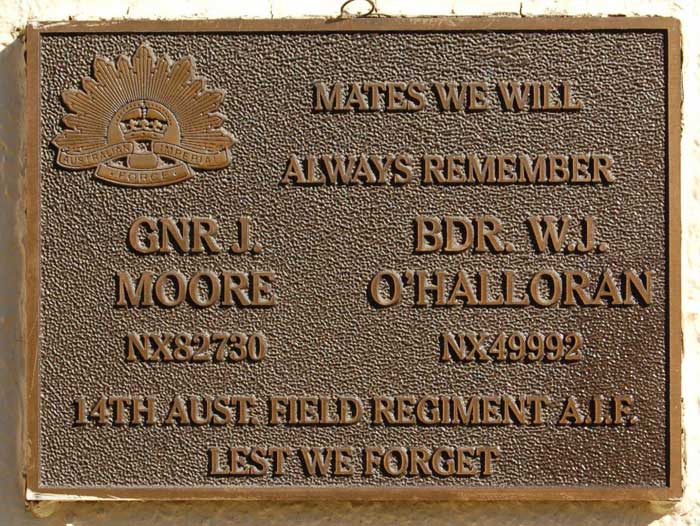 MATES WE WILL
ALWAYS REMEMBER
AUSTRALIAN IMPERIAL
FORCE
GNR J.
MOORE
NX82730
BDR. W.J.
O'HALLORAN
NX49992
14TH AUST. FIELD REGIMENT A.I.F.
LEST WE FORGET